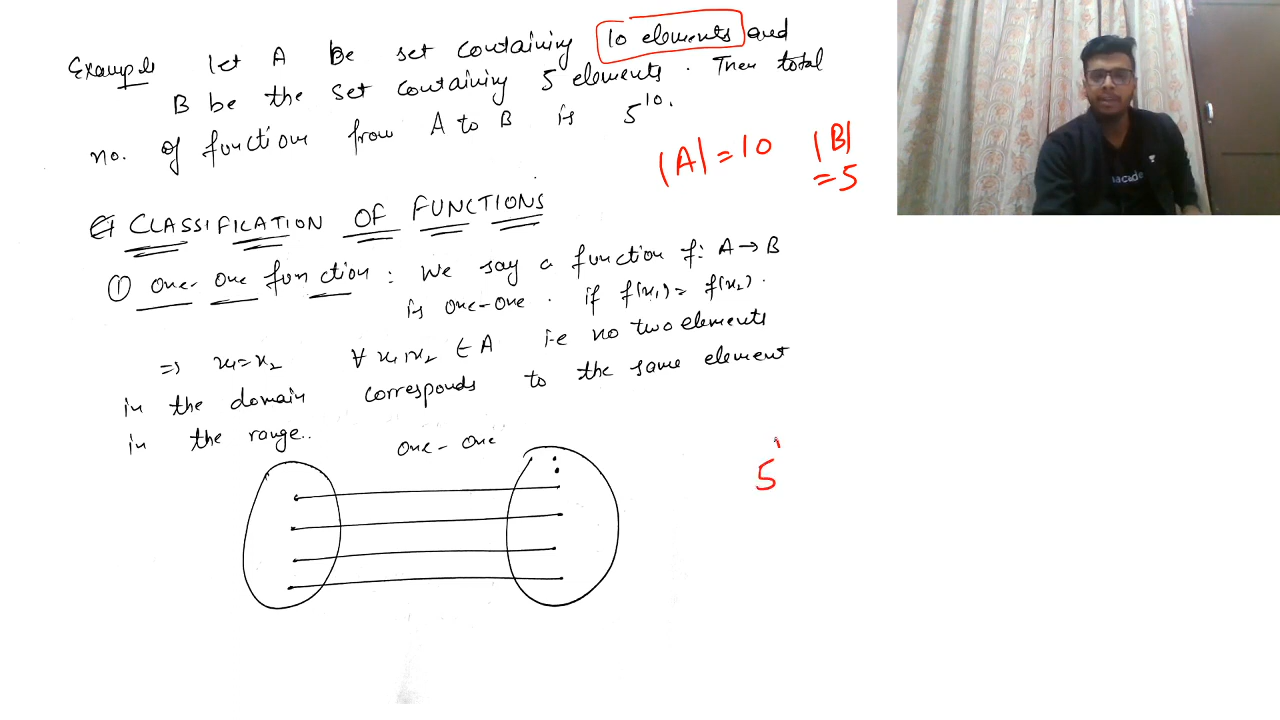 Example Let A Be set containing 10 elements and
B be the set containing 5 elements. Then total
no. of functions from A to B is 5^10.
|A|=10 |B|
=5
CLASSIFICATION OF FUNCTIONS
① One-One function: We say a function f: A→B
is one-one. if f(x₁)= f(x₂).
⇒ x₁=x₂ ∀ x₁,x₂ ∈ A i.e no two elements
in the domain corresponds to the same element
in the range..
One-One
5